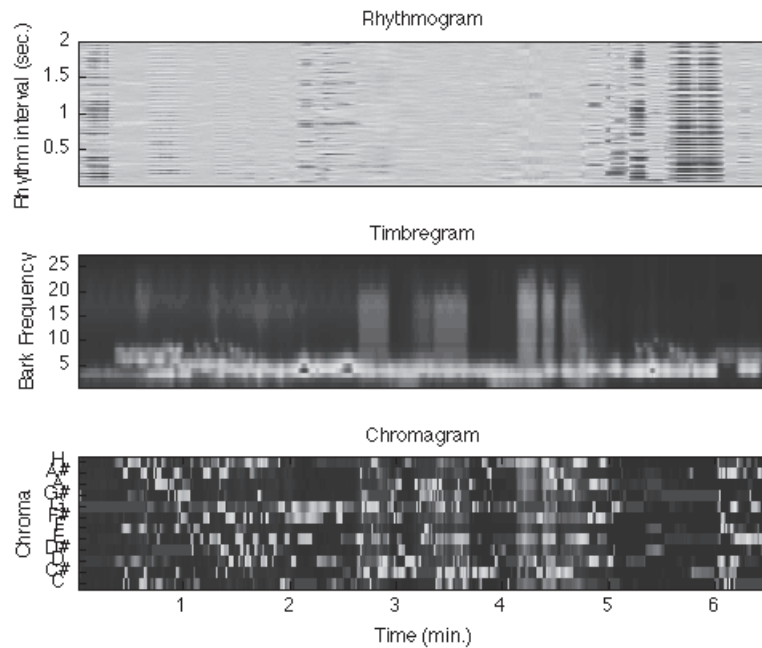 Rhythmogram
Rhythm interval (sec.)
2
1.5
1
0.5
Timbregram
Bark Frequency
25
20
15
10
5
Chromagram
Chroma
H
A#
A
G#
G
F#
F
E
D#
D
C#
C
1 2 3 4 5 6
Time (min.)